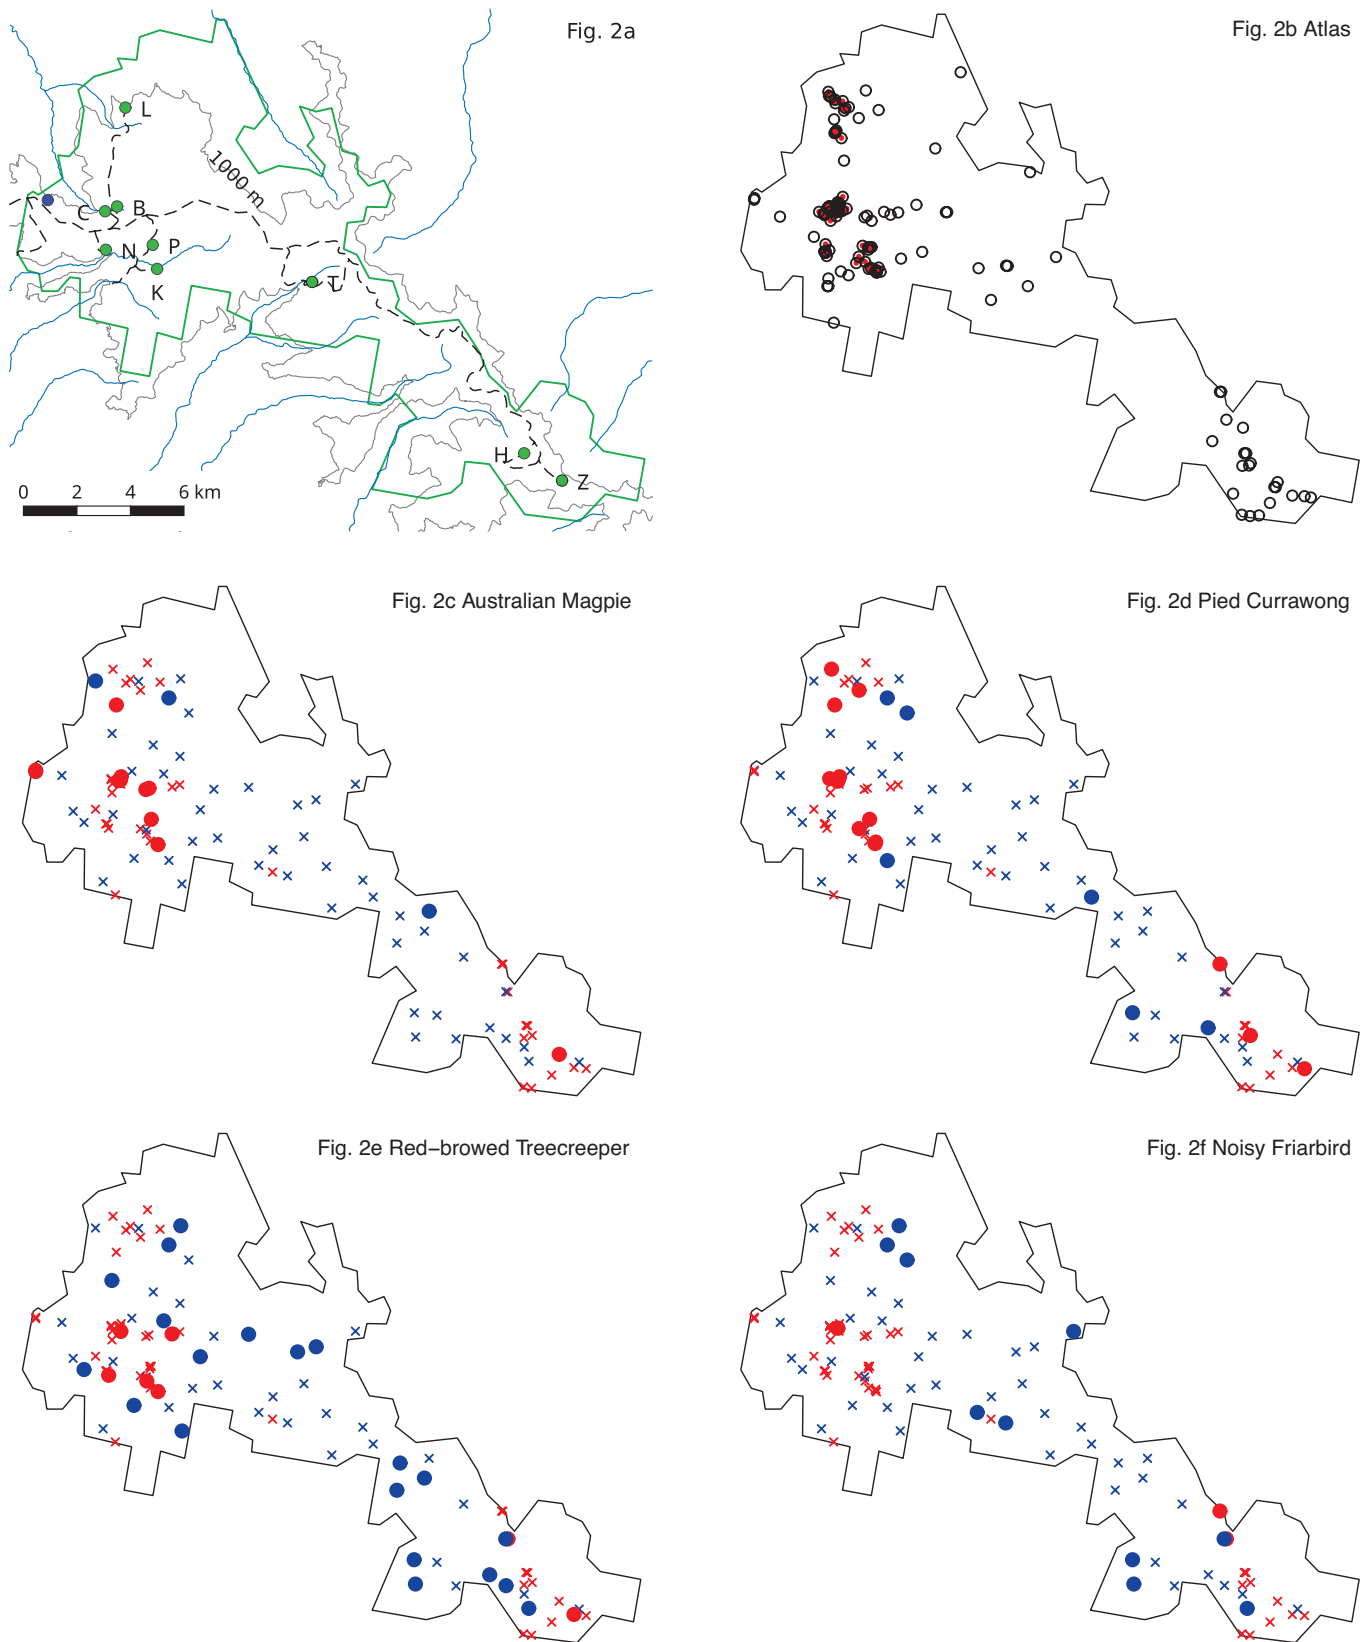 Fig. 2a
Fig. 2b Atlas
L
1000 m
C
B
N
P
K
T
H
Z
0 2 4 6 km
Fig. 2c Australian Magpie
Fig. 2d Pied Currawong
Fig. 2e Red−browed Treecreeper
Fig. 2f Noisy Friarbird